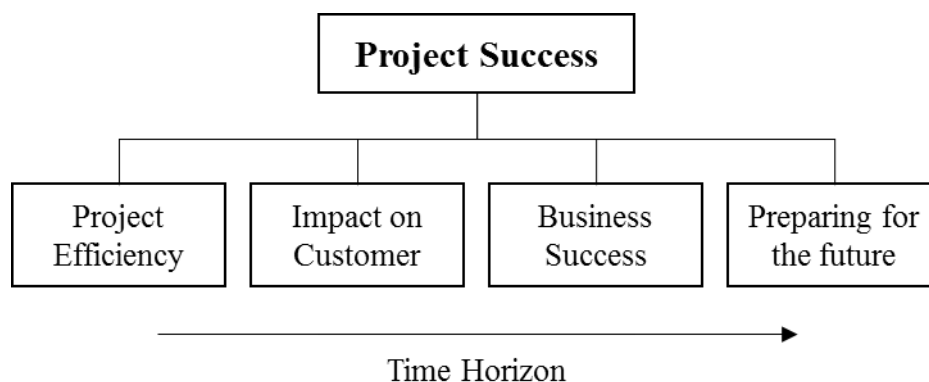 Project Success
Project
Efficiency
Impact on
Customer
Business
Success
Preparing for
the future
Time Horizon